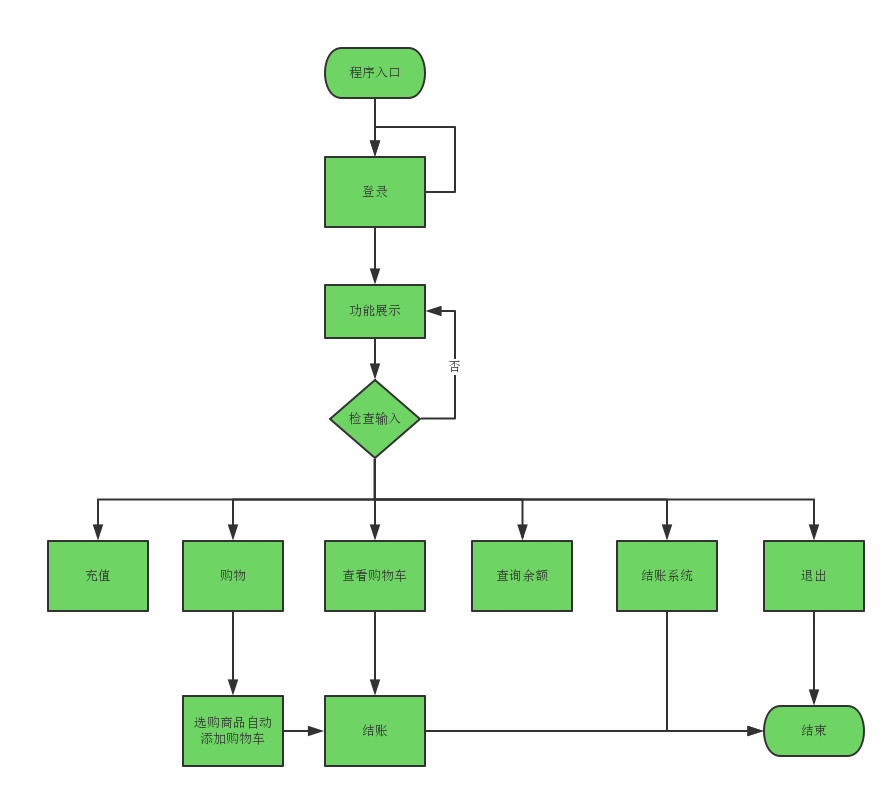 程序入口
登录
功能展示
否
检查输入
充值
购物
查看购物车
查询余额
结账系统
退出
选购商品自动
添加购物车
结账
结束